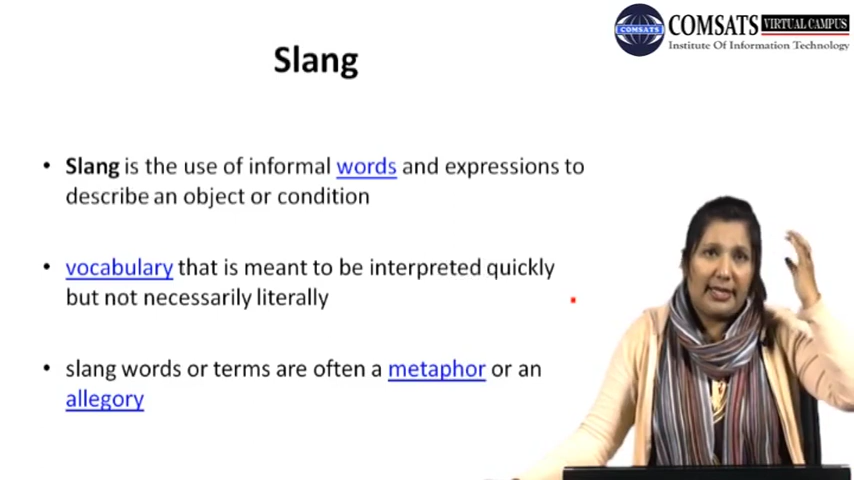 COMSATS VIRTUAL CAMPUS
Institute Of Information Technology
COMSATS
Slang
• Slang is the use of informal words and expressions to
describe an object or condition
• vocabulary that is meant to be interpreted quickly
but not necessarily literally
• slang words or terms are often a metaphor or an
allegory